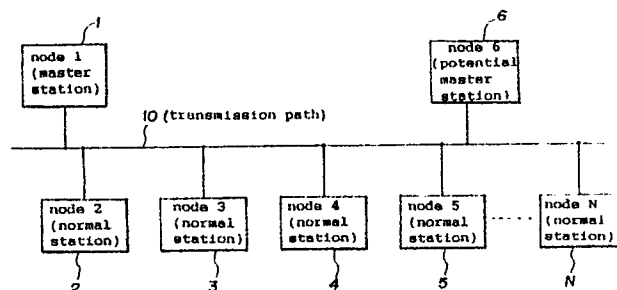 1
node 1
(master
station)
6
node 6
(potential
master
station)
10 (transmission path)
node 2
(normal
station)
node 3
(normal
station)
node 4
(normal
station)
node 5
(normal
station)
node N
(normal
station)
2
3
4
5
N